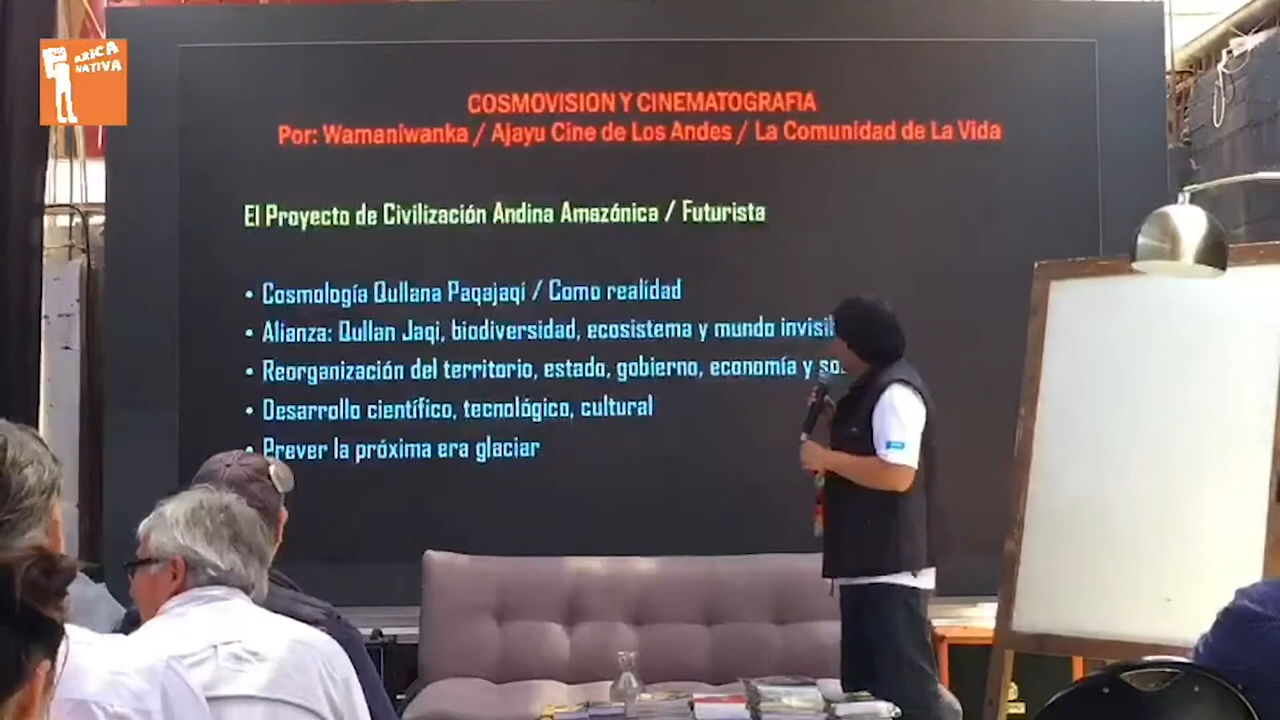 ARICA
NATIVA
COSMOVISION Y CINEMATOGRAFIA
Por: Wamaniwanka / Ajayu Cine de Los Andes / La Comunidad de La Vida
El Proyecto de Civilización Andina Amazónica / Futurista
• Cosmología Qullana Paqajaqi / Como realidad
• Alianza: Qullan Jaqi, biodiversidad, ecosistema y mundo
• Reorganización del territorio, estado, gobierno, economía y
• Desarrollo científico, tecnológico, cultural
• Prever la próxima era glaciar